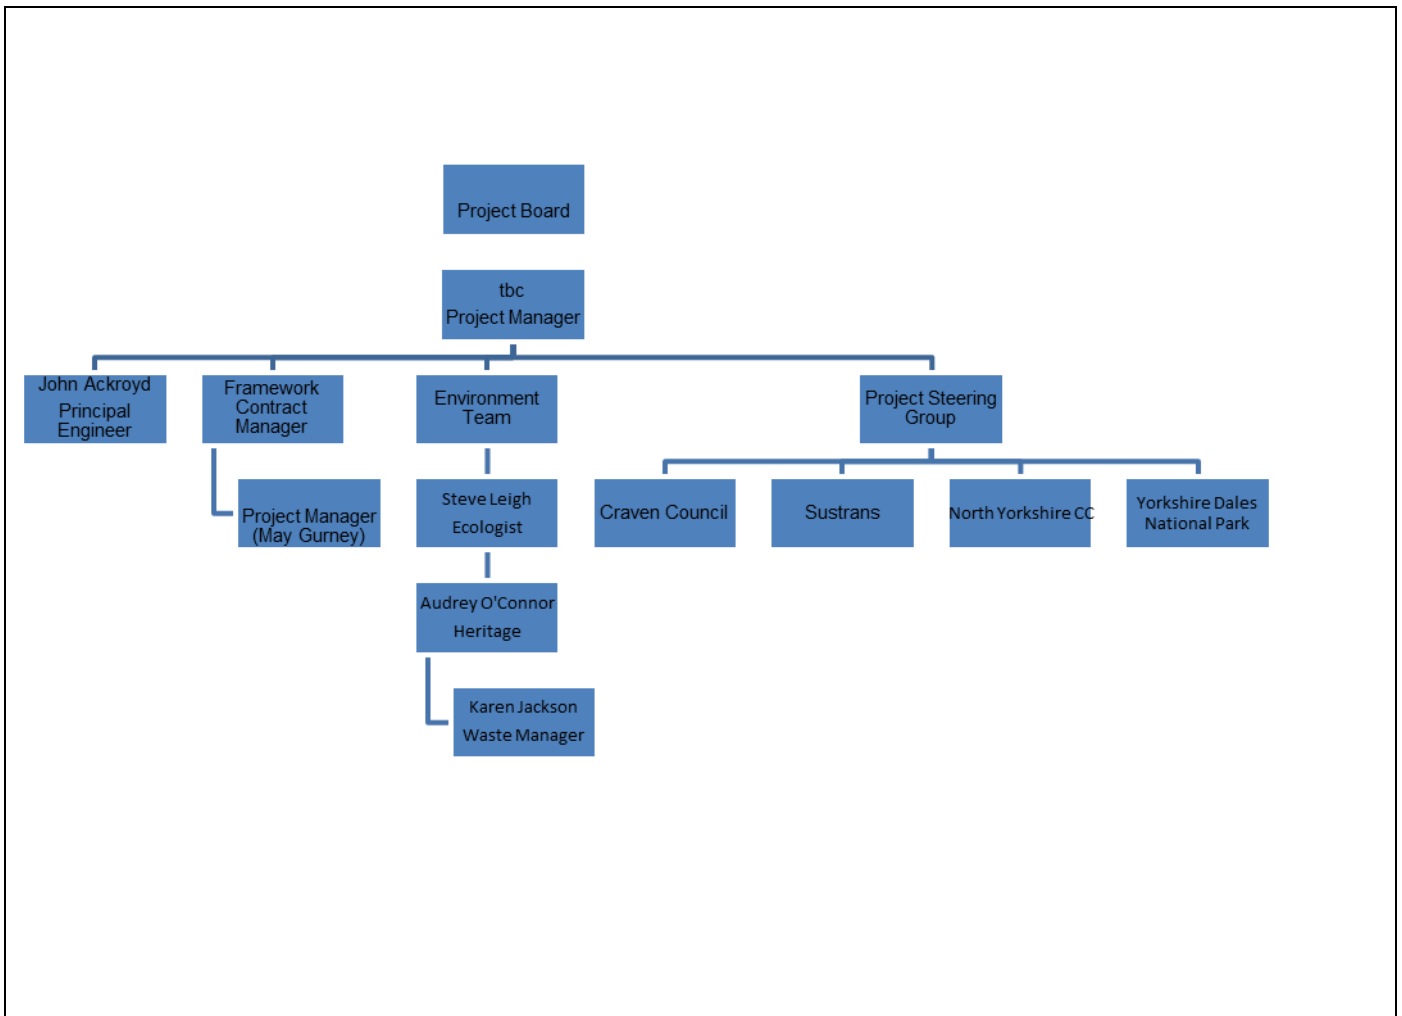 Project Board
tbc
Project Manager
John Ackroyd
Principal
Engineer
Framework
Contract
Manager
Environment
Team
Project Steering
Group
Project Manager
(May Gurney)
Steve Leigh
Ecologist
Craven Council
Sustrans
North Yorkshire CC
Yorkshire Dales
National Park
Audrey O'Connor
Heritage
Karen Jackson
Waste Manager